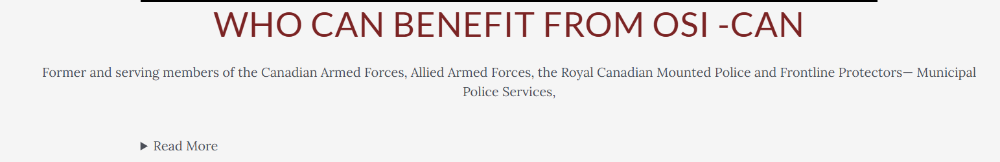 WHO CAN BENEFIT FROM OSI -CAN
Former and serving members of the Canadian Armed Forces, Allied Armed Forces, the Royal Canadian Mounted Police and Frontline Protectors— Municipal
Police Services,
▶ Read More